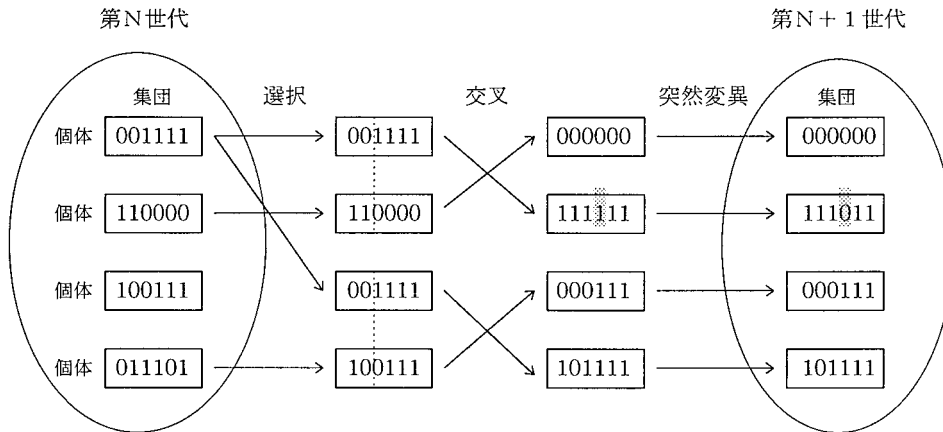 第N世代 第N+1世代
集団 選択 交叉 突然変異 集団
個体 001111 001111 000000 000000
個体 110000 110000 111111 111011
個体 100111 001111 000111 000111
個体 011101 100111 101111 101111